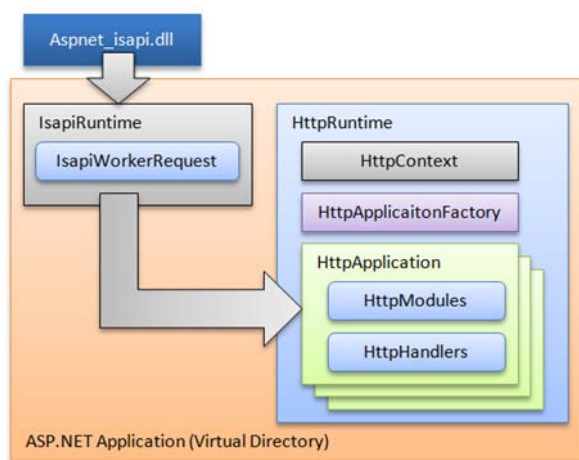 Aspnet_isapi.dll
IsapiRuntime
IsapiWorkerRequest
HttpRuntime
HttpContext
HttpApplicaitonFactory
HttpApplication
HttpModules
HttpHandlers
ASP.NET Application (Virtual Directory)